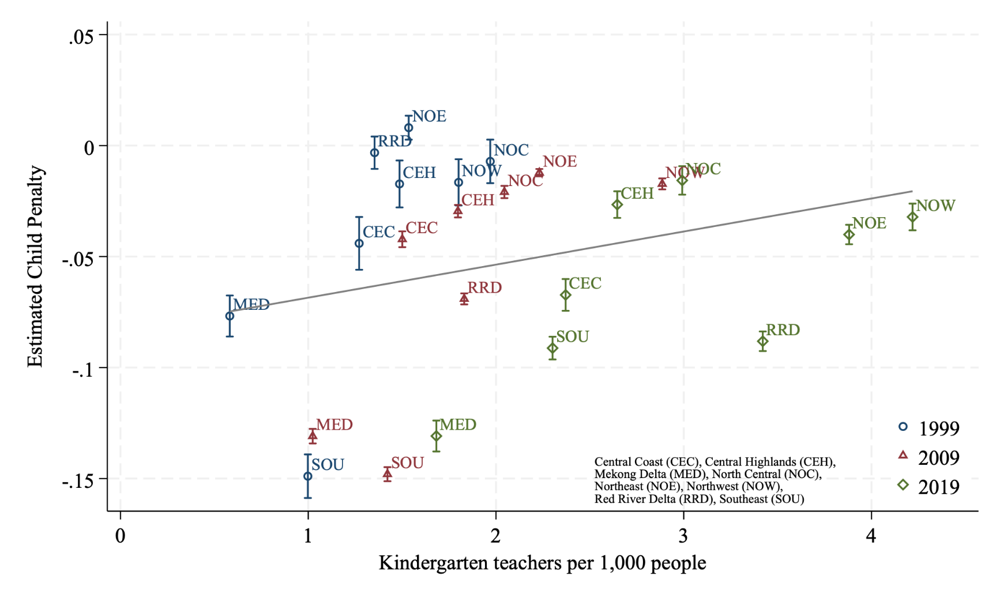 .05
0
-.05
-.1
-.15
Estimated Child Penalty
NOE
RRD
NOC
NOE
CEH
NOW
NOC
NOW
NOC
CEH
CEH
NOW
CEC
CEC
NOE
MED
RRD
CEC
SOU
RRD
MED
MED
SOU
SOU
1999
2009
2019
Central Coast (CEC), Central Highlands (CEH),
Mekong Delta (MED), North Central (NOC),
Northeast (NOE), Northwest (NOW),
Red River Delta (RRD), Southeast (SOU)
0 1 2 3 4
Kindergarten teachers per 1,000 people